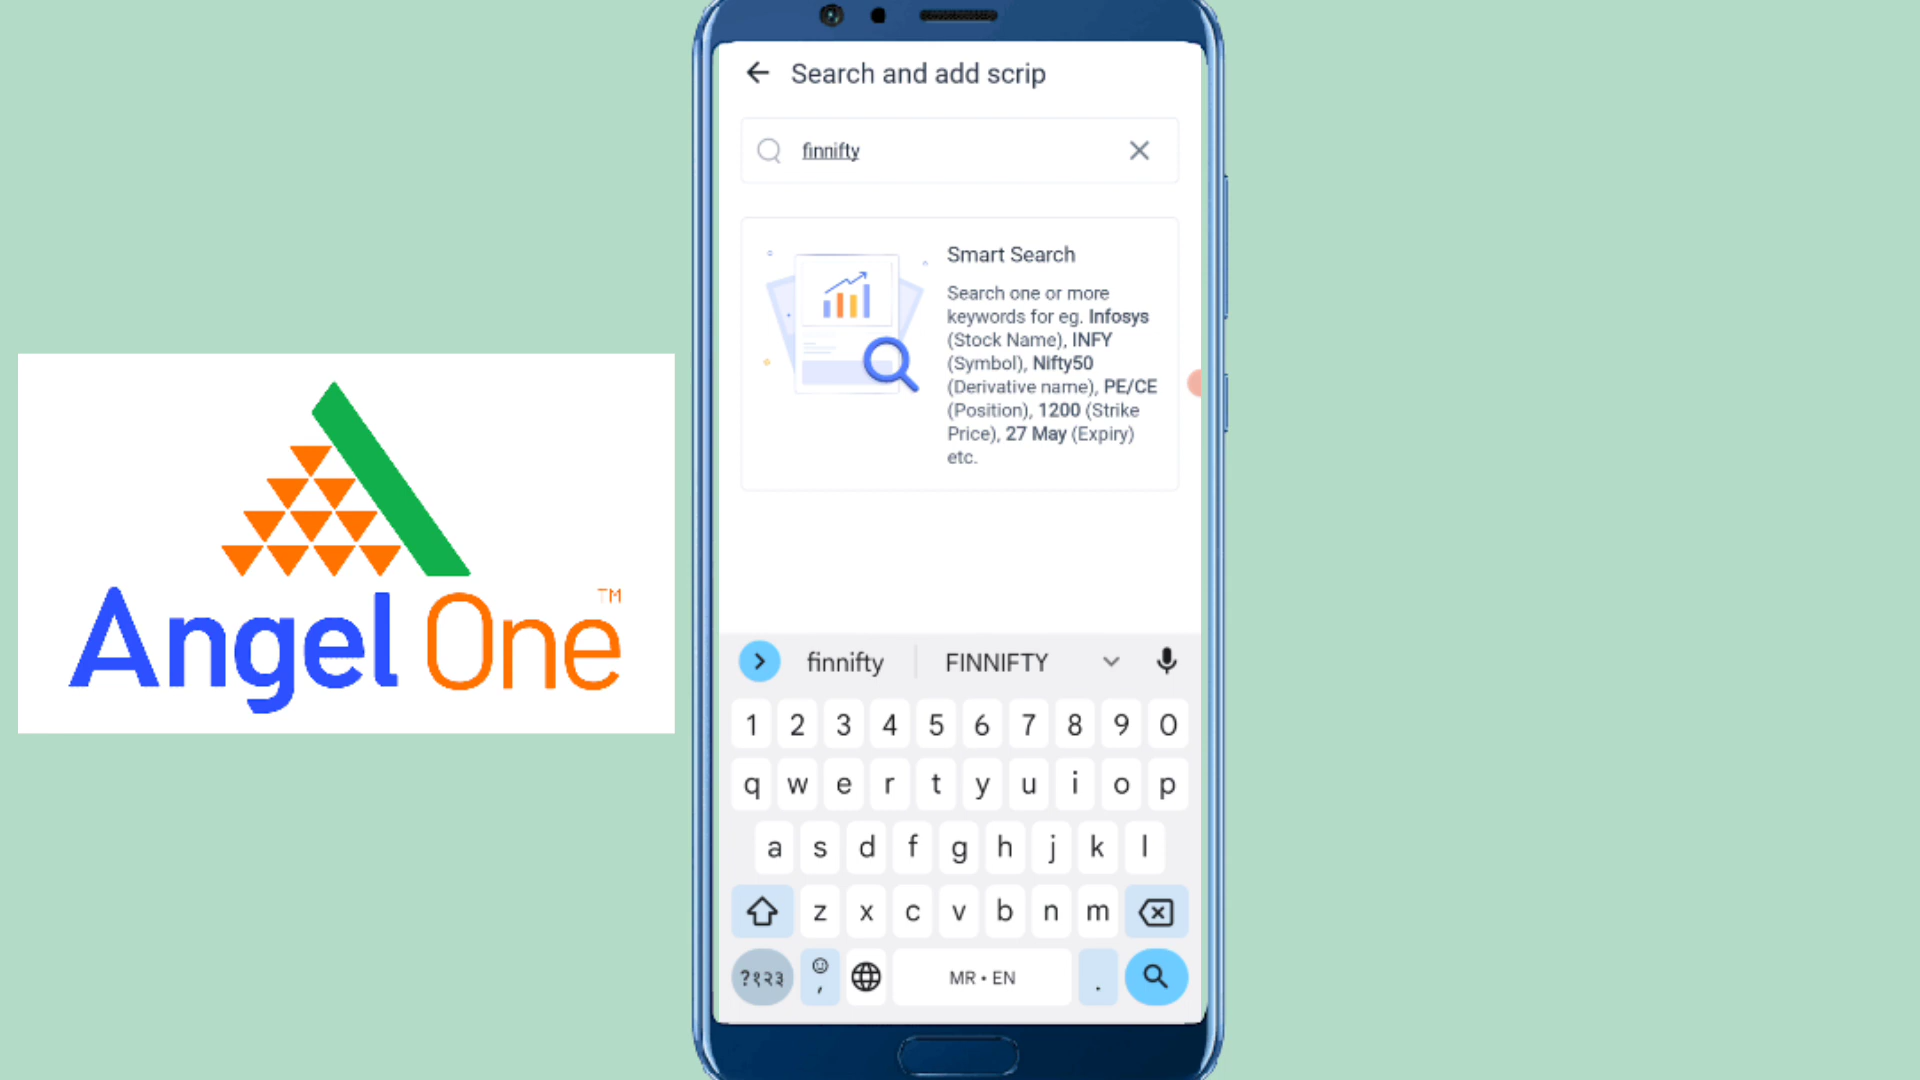 Angel One
TM
Search and add scrip
finnifty
Smart Search
Search one or more
keywords for eg. Infosys
(Stock Name), INFY
(Symbol), Nifty50
(Derivative name), PE/CE
(Position), 1200 (Strike
Price), 27 May (Expiry)
etc.
finnifty FINNIFTY
1 2 3 4 5 6 7 8 9 0
q w e r t y u i o p
a s d f g h j k l
z x c v b n m
?१२३ , MR • EN .